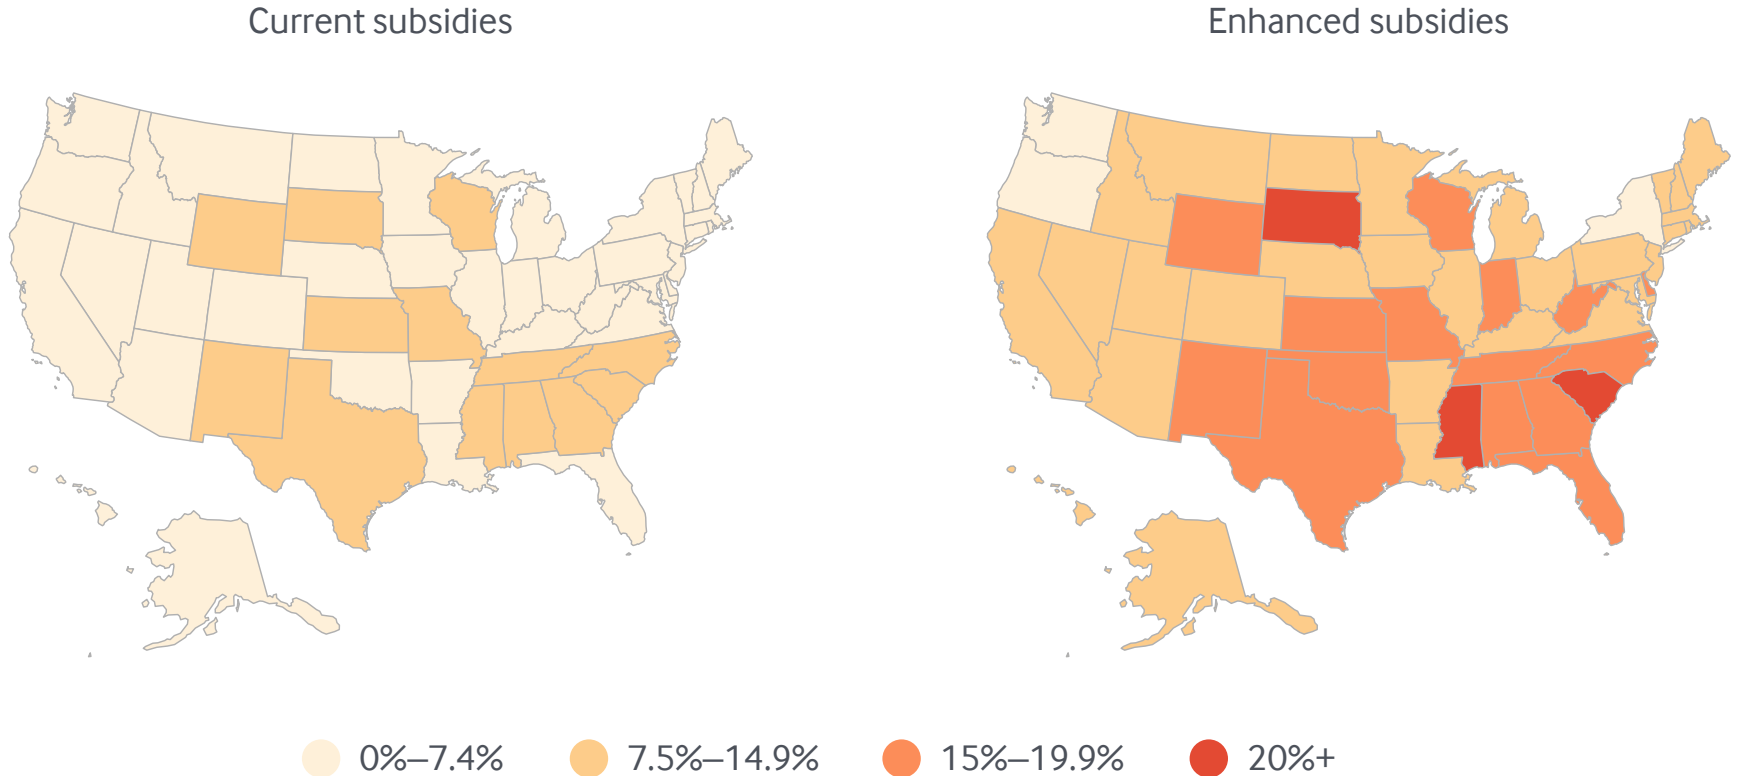 Current subsidies
Enhanced subsidies
0%–7.4%
7.5%–14.9%
15%–19.9%
20%+